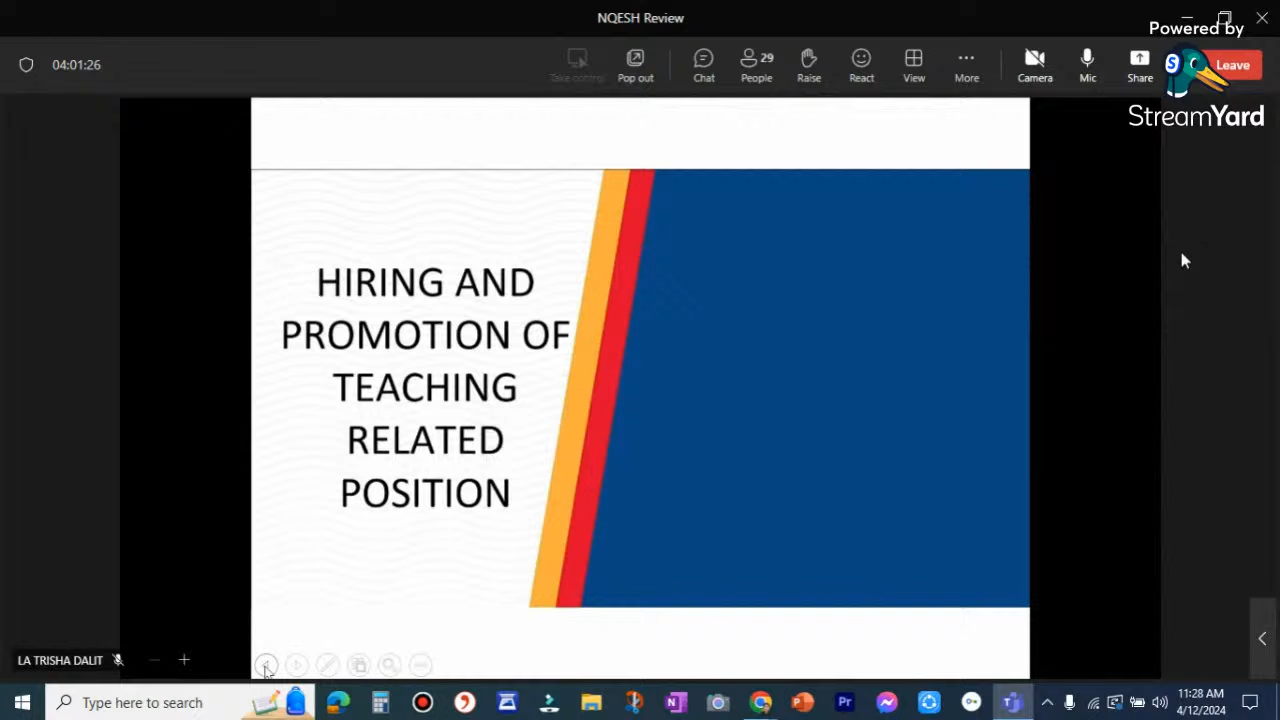 NQESH Review
Powered by
StreamYard
04:01:26
Take control
Pop out
Chat
29
People
Raise
React
View
More
Camera
Mic
Share
Leave
HIRING AND
PROMOTION OF
TEACHING
RELATED
POSITION
LA TRISHA DALIT
Type here to search
11:28 AM
4/12/2024